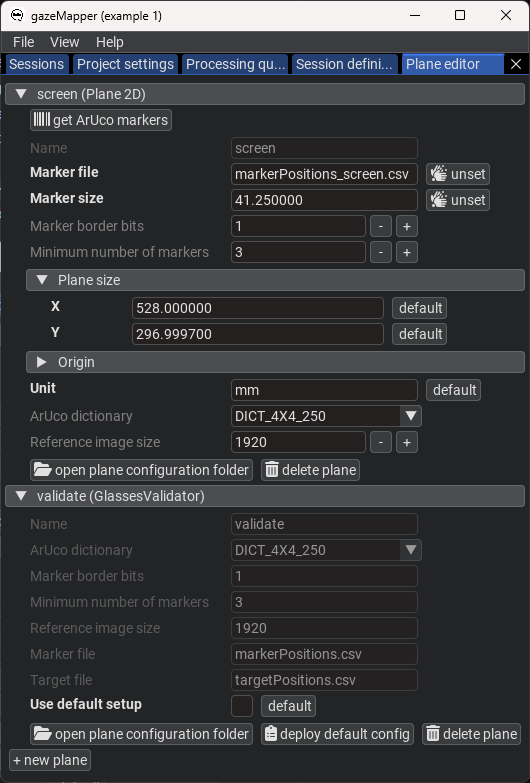 gazeMapper (example 1)
File View Help
Sessions Project settings Processing qu... Session defini... Plane editor
screen (Plane 2D)
get ArUco markers
Name screen
Marker file markerPositions_screen.csv unset
Marker size 41.250000 unset
Marker border bits 1 - +
Minimum number of markers 3 - +
Plane size
X 528.000000 default
Y 296.999700 default
Origin
Unit mm default
ArUco dictionary DICT_4X4_250
Reference image size 1920 - +
open plane configuration folder delete plane
validate (GlassesValidator)
Name validate
ArUco dictionary DICT_4X4_250
Marker border bits 1
Minimum number of markers 3
Reference image size 1920
Marker file markerPositions.csv
Target file targetPositions.csv
Use default setup default
open plane configuration folder deploy default config delete plane
+ new plane